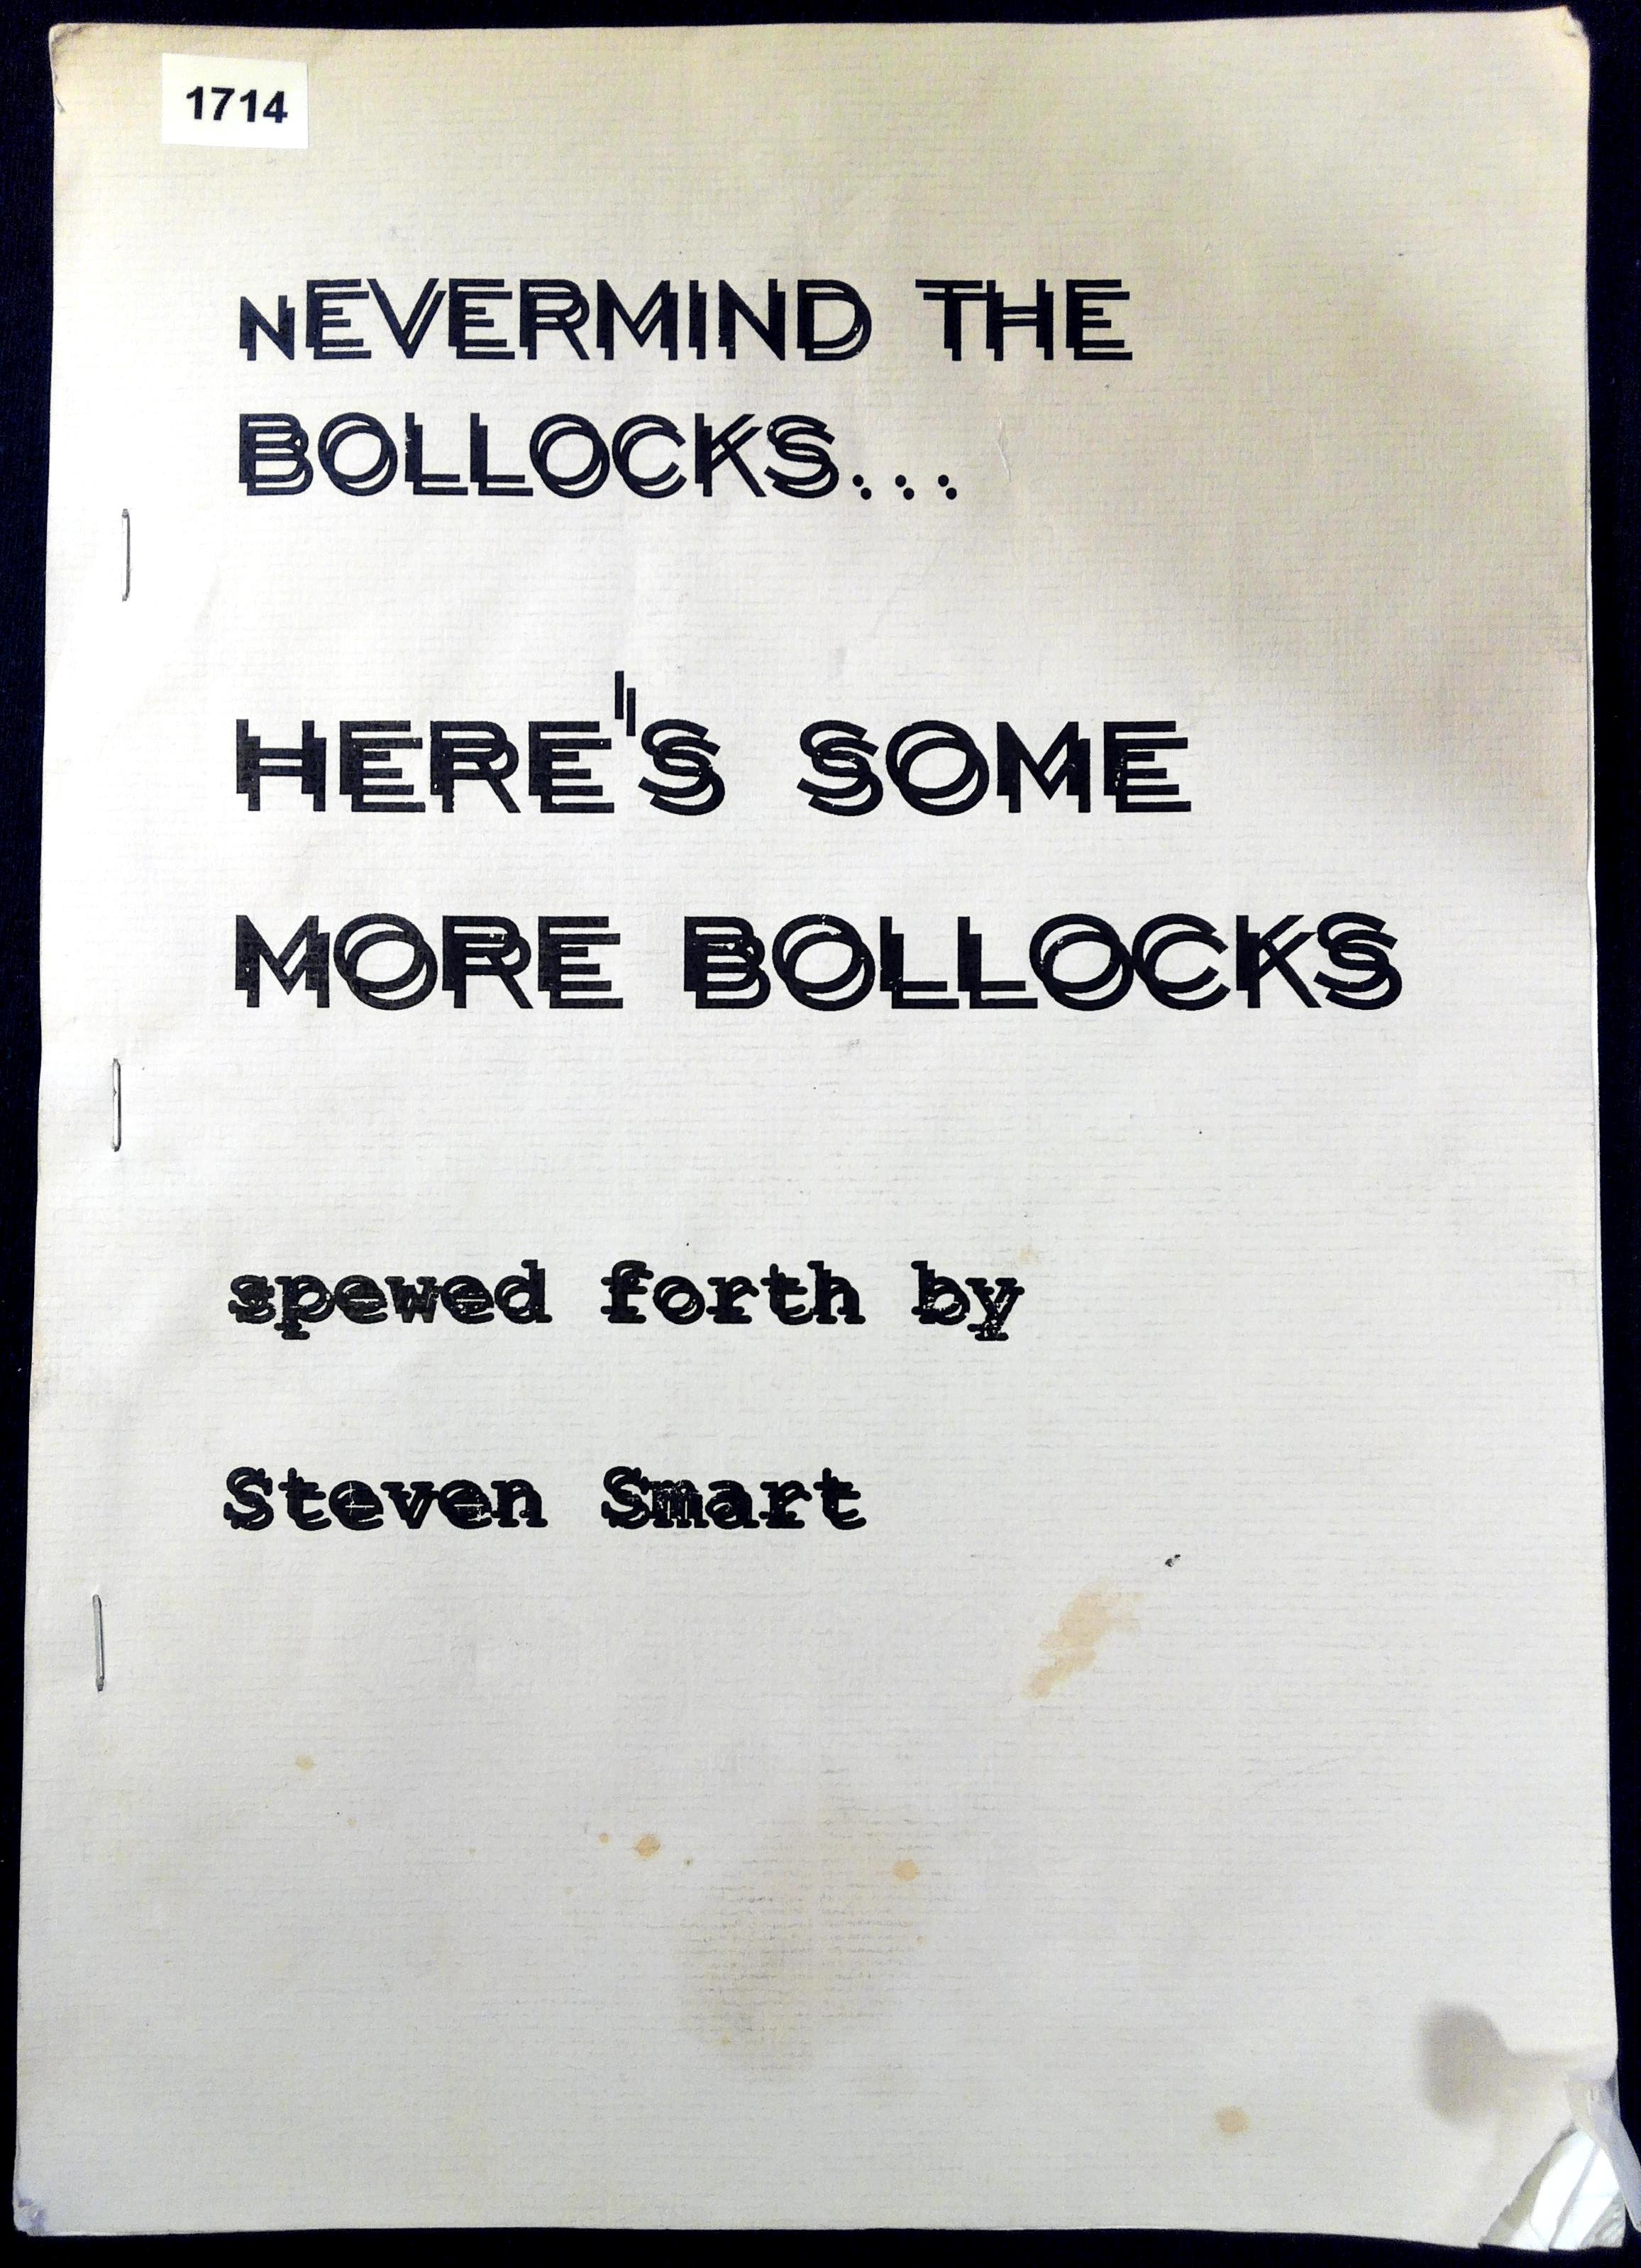 1714
NEVERMIND THE
BOLLOCKS...
HERE'S SOME
MORE BOLLOCKS
spewed forth by
Steven Smart